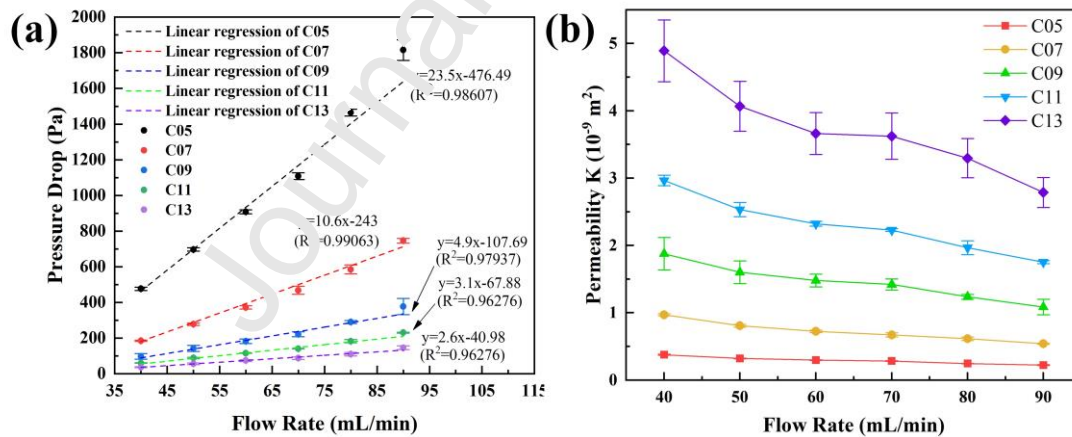 (a)
2000
1800
1600
1400
1200
1000
800
600
400
200
0
Pressure Drop (Pa)
Linear regression of C05
Linear regression of C07
Linear regression of C09
Linear regression of C11
Linear regression of C13
C05
C07
C09
C11
C13
=23.5x-476.49
(R =0.98607)
=10.6x-243
(R =0.99063)
y=4.9x-107.69
(R²=0.97937)
y=3.1x-67.88
(R²=0.96276)
y=2.6x-40.98
(R²=0.96276)
35 45 55 65 75 85 95 105 115
Flow Rate (mL/min)
Journal
(b)
5
4
3
2
1
0
Permeability K (10⁻⁹ m²)
C05
C07
C09
C11
C13
40 50 60 70 80 90
Flow Rate (mL/min)